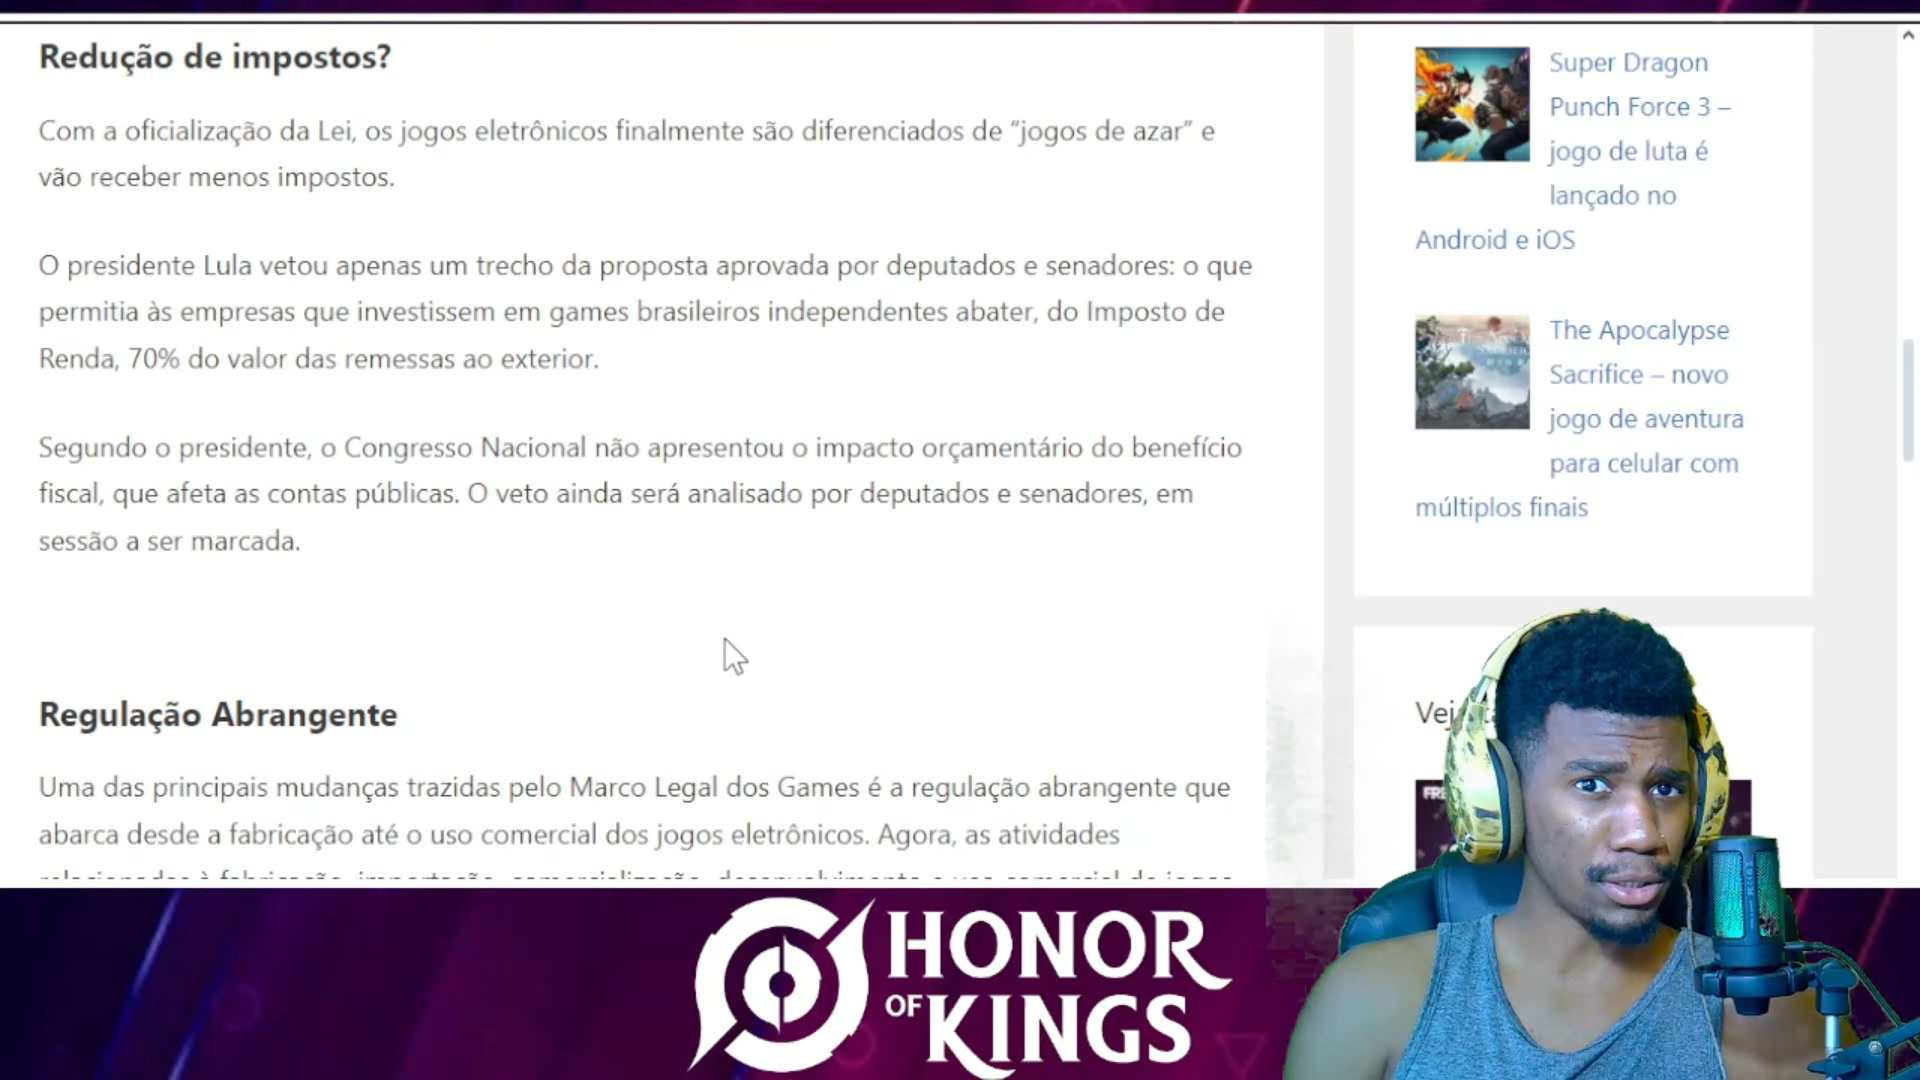 Redução de impostos?
Com a oficialização da Lei, os jogos eletrônicos finalmente são diferenciados de “jogos de azar” e
vão receber menos impostos.
O presidente Lula vetou apenas um trecho da proposta aprovada por deputados e senadores: o que
permitia às empresas que investissem em games brasileiros independentes abater, do Imposto de
Renda, 70% do valor das remessas ao exterior.
Segundo o presidente, o Congresso Nacional não apresentou o impacto orçamentário do benefício
fiscal, que afeta as contas públicas. O veto ainda será analisado por deputados e senadores, em
sessão a ser marcada.
Regulação Abrangente
Uma das principais mudanças trazidas pelo Marco Legal dos Games é a regulação abrangente que
abarca desde a fabricação até o uso comercial dos jogos eletrônicos. Agora, as atividades
Super Dragon
Punch Force 3 –
jogo de luta é
lançado no
Android e iOS
The Apocalypse
Sacrifice – novo
jogo de aventura
para celular com
múltiplos finais
HONOR
OF KINGS